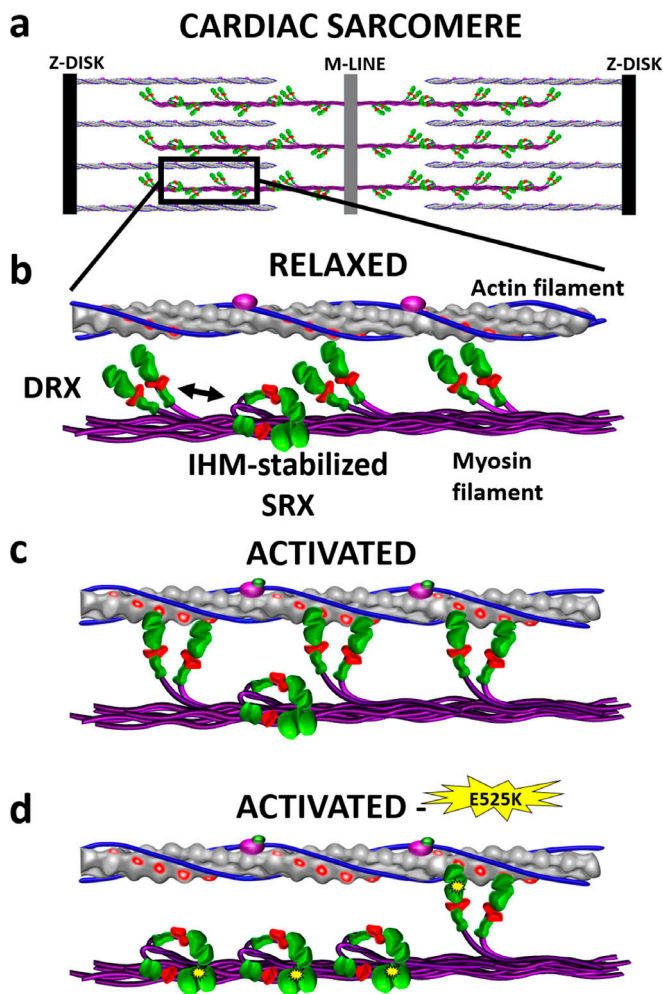 a CARDIAC SARCOMERE
Z-DISK M-LINE Z-DISK
b RELAXED
Actin filament
DRX
IHM-stabilized
SRX
Myosin
filament
c ACTIVATED
d ACTIVATED - E525K